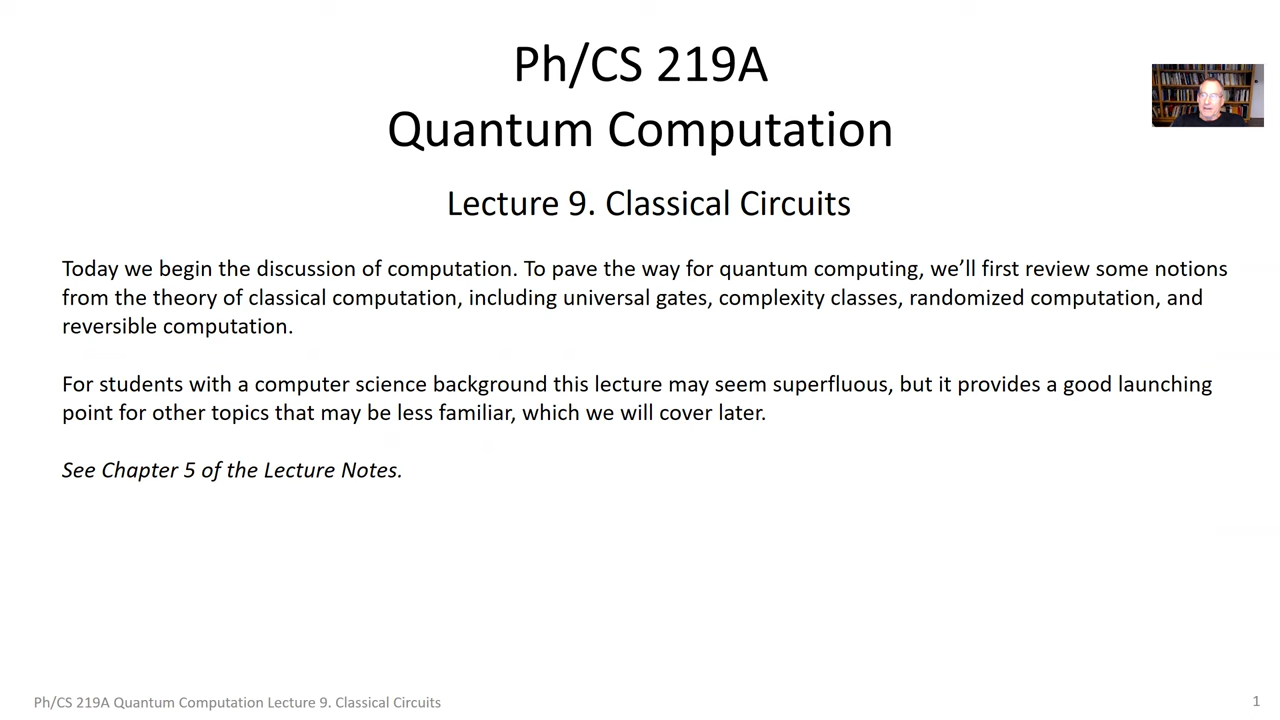 Ph/CS 219A
Quantum Computation
Lecture 9. Classical Circuits
Today we begin the discussion of computation. To pave the way for quantum computing, we’ll first review some notions
from the theory of classical computation, including universal gates, complexity classes, randomized computation, and
reversible computation.
For students with a computer science background this lecture may seem superfluous, but it provides a good launching
point for other topics that may be less familiar, which we will cover later.
See Chapter 5 of the Lecture Notes.
Ph/CS 219A Quantum Computation Lecture 9. Classical Circuits
1